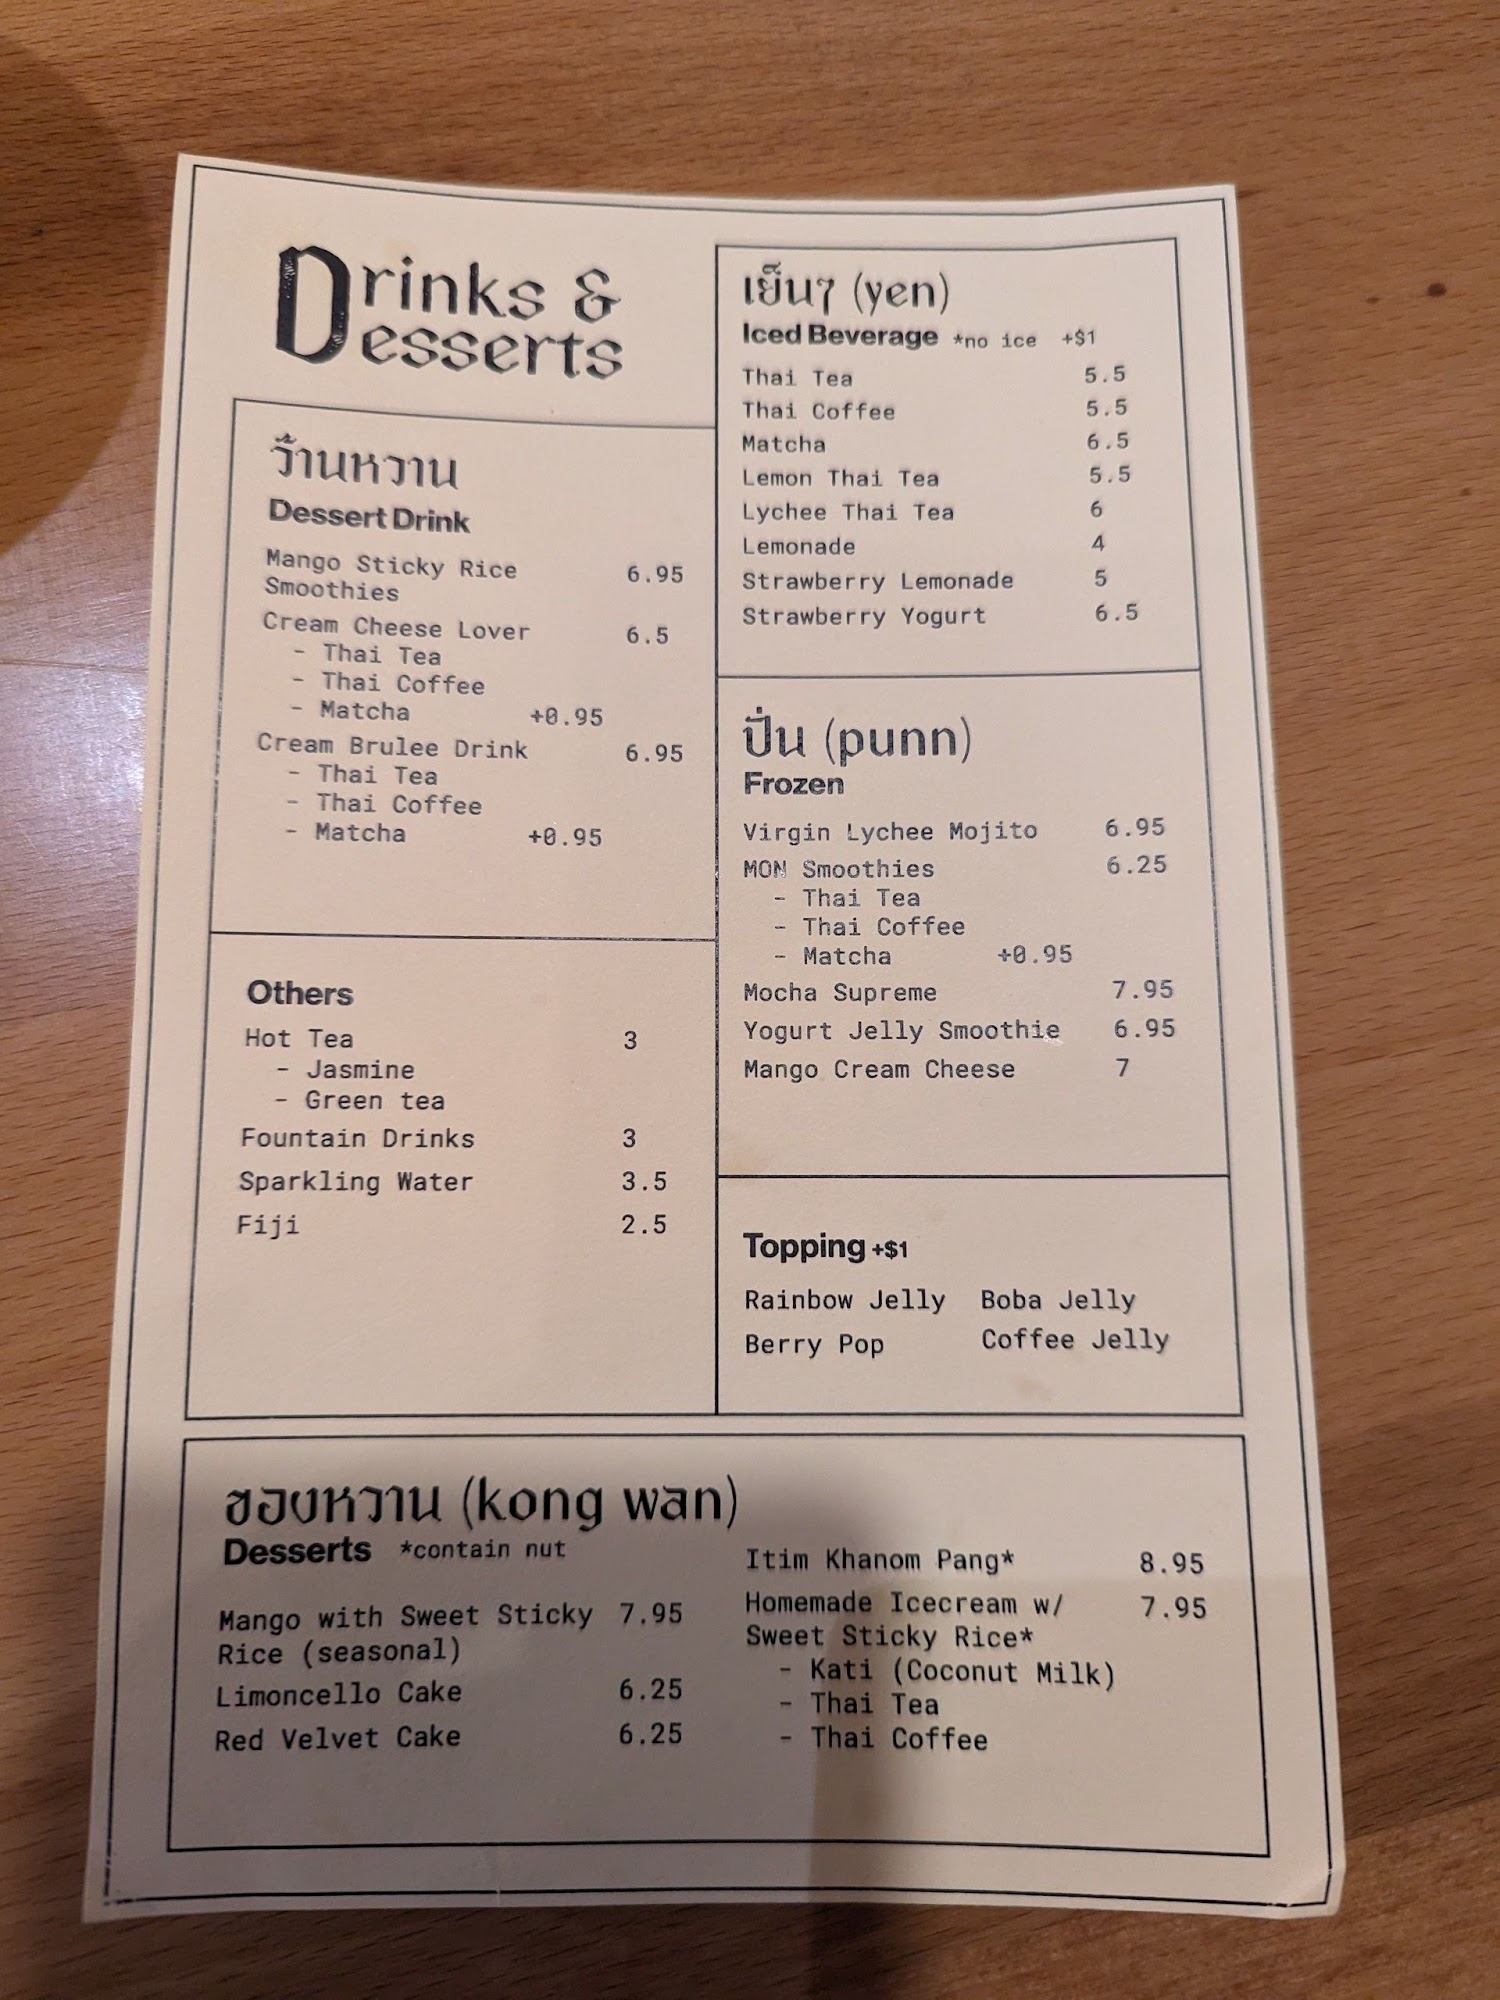 Drinks &
Desserts
ว๊านหวาน
Dessert Drink
Mango Sticky Rice 6.95
Smoothies
Cream Cheese Lover 6.5
- Thai Tea
- Thai Coffee
- Matcha +0.95
Cream Brulee Drink 6.95
- Thai Tea
- Thai Coffee
- Matcha +0.95
Others
Hot Tea 3
- Jasmine
- Green tea
Fountain Drinks 3
Sparkling Water 3.5
Fiji 2.5
เย็นๆ (yen)
Iced Beverage *no ice +$1
Thai Tea 5.5
Thai Coffee 5.5
Matcha 6.5
Lemon Thai Tea 5.5
Lychee Thai Tea 6
Lemonade 4
Strawberry Lemonade 5
Strawberry Yogurt 6.5
ปั่น (punn)
Frozen
Virgin Lychee Mojito 6.95
MON Smoothies 6.25
- Thai Tea
- Thai Coffee
- Matcha +0.95
Mocha Supreme 7.95
Yogurt Jelly Smoothie 6.95
Mango Cream Cheese 7
Topping +$1
Rainbow Jelly Boba Jelly
Berry Pop Coffee Jelly
ของหวาน (kong wan)
Desserts *contain nut
Mango with Sweet Sticky 7.95
Rice (seasonal)
Limoncello Cake 6.25
Red Velvet Cake 6.25
Itim Khanom Pang* 8.95
Homemade Icecream w/ 7.95
Sweet Sticky Rice*
- Kati (Coconut Milk)
- Thai Tea
- Thai Coffee